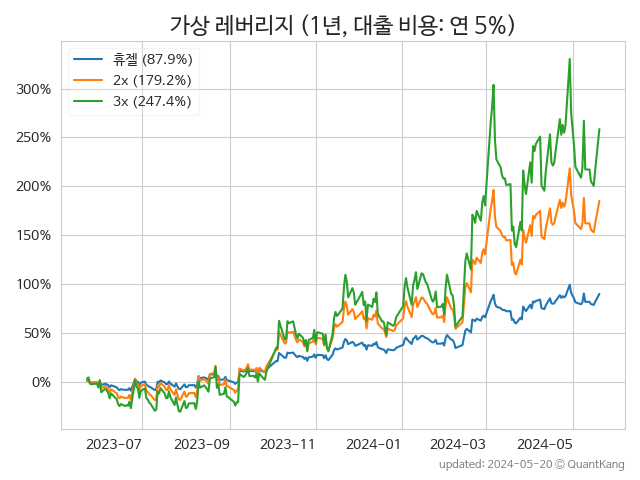 가상 레버리지 (1년, 대출 비용: 연 5%)
휴젤 (87.9%)
2x (179.2%)
3x (247.4%)
300%
250%
200%
150%
100%
50%
0%
2023-07
2023-09
2023-11
2024-01
2024-03
2024-05
updated: 2024-05-20 © QuantKang